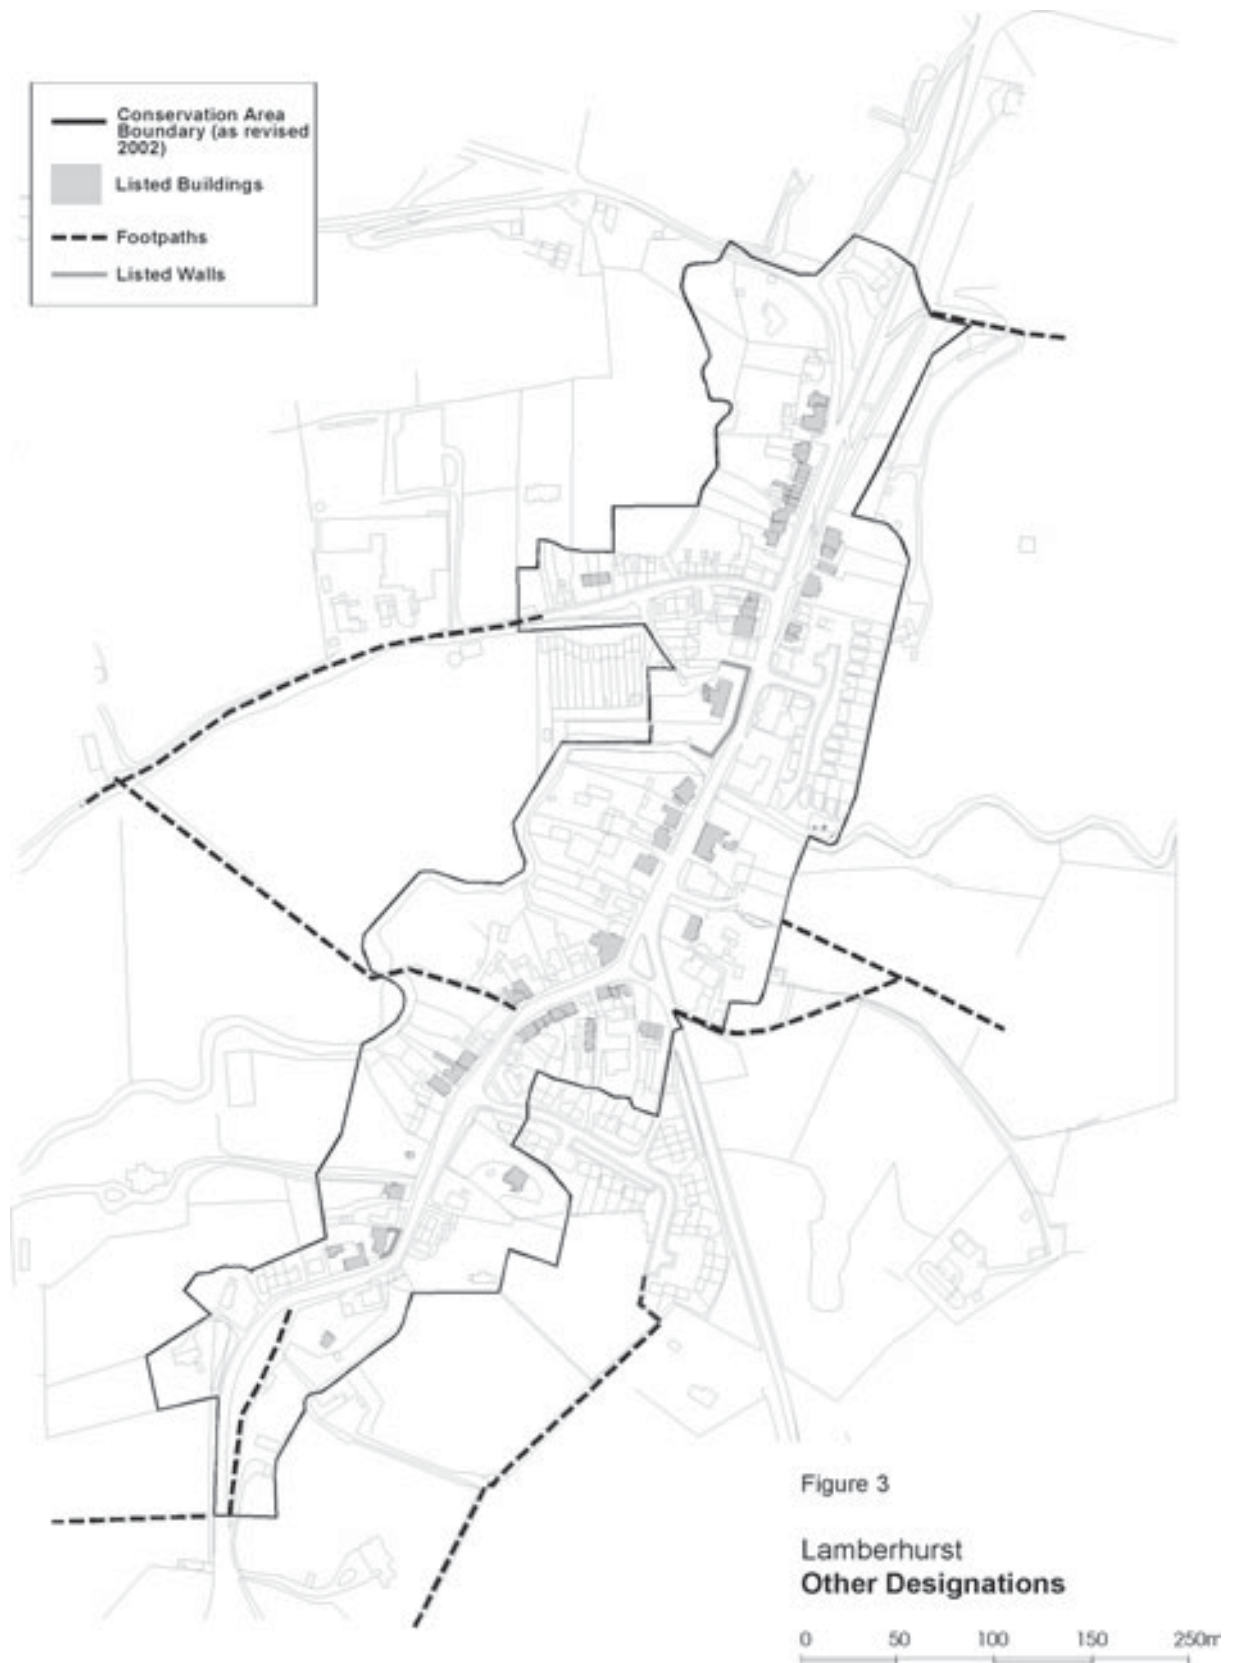 Conservation Area
Boundary (as revised
2002)
Listed Buildings
Footpaths
Listed Walls
Figure 3
Lamberhurst
Other Designations
0 50 100 150 250m